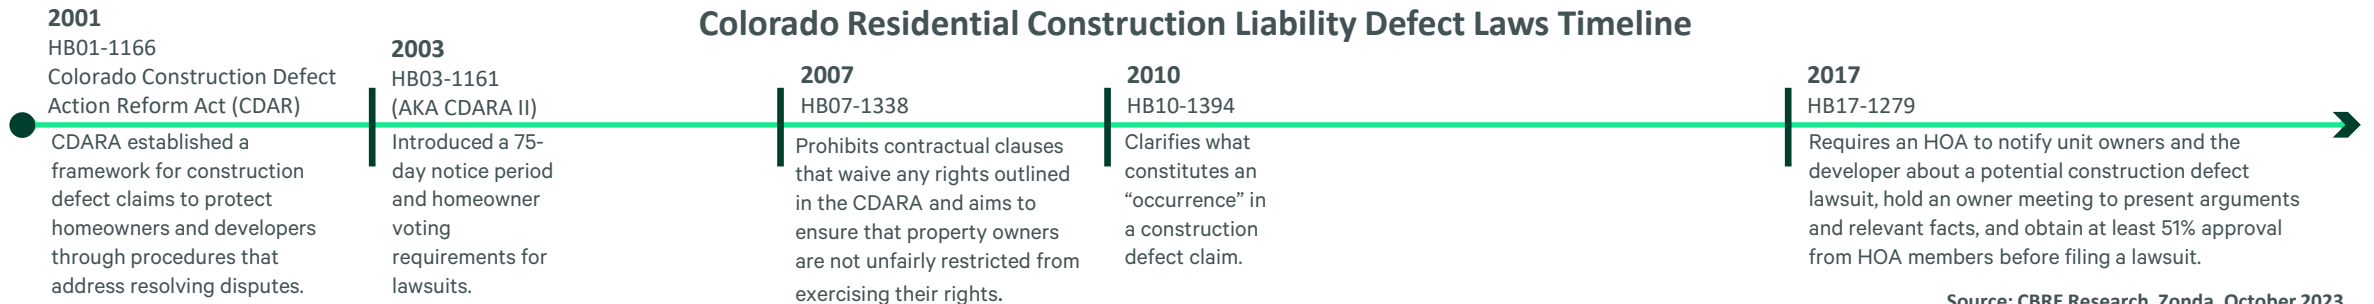 Colorado Residential Construction Liability Defect Laws Timeline
2001
HB01-1166
Colorado Construction Defect
Action Reform Act (CDAR)
CDARA established a
framework for construction
defect claims to protect
homeowners and developers
through procedures that
address resolving disputes.
2003
HB03-1161
(AKA CDARA II)
Introduced a 75-
day notice period
and homeowner
voting
requirements for
lawsuits.
2007
HB07-1338
Prohibits contractual clauses
that waive any rights outlined
in the CDARA and aims to
ensure that property owners
are not unfairly restricted from
exercising their rights.
2010
HB10-1394
Clarifies what
constitutes an
“occurrence” in
a construction
defect claim.
2017
HB17-1279
Requires an HOA to notify unit owners and the
developer about a potential construction defect
lawsuit, hold an owner meeting to present arguments
and relevant facts, and obtain at least 51% approval
from HOA members before filing a lawsuit.
Source: CBRE Research, Zonda, October 2023